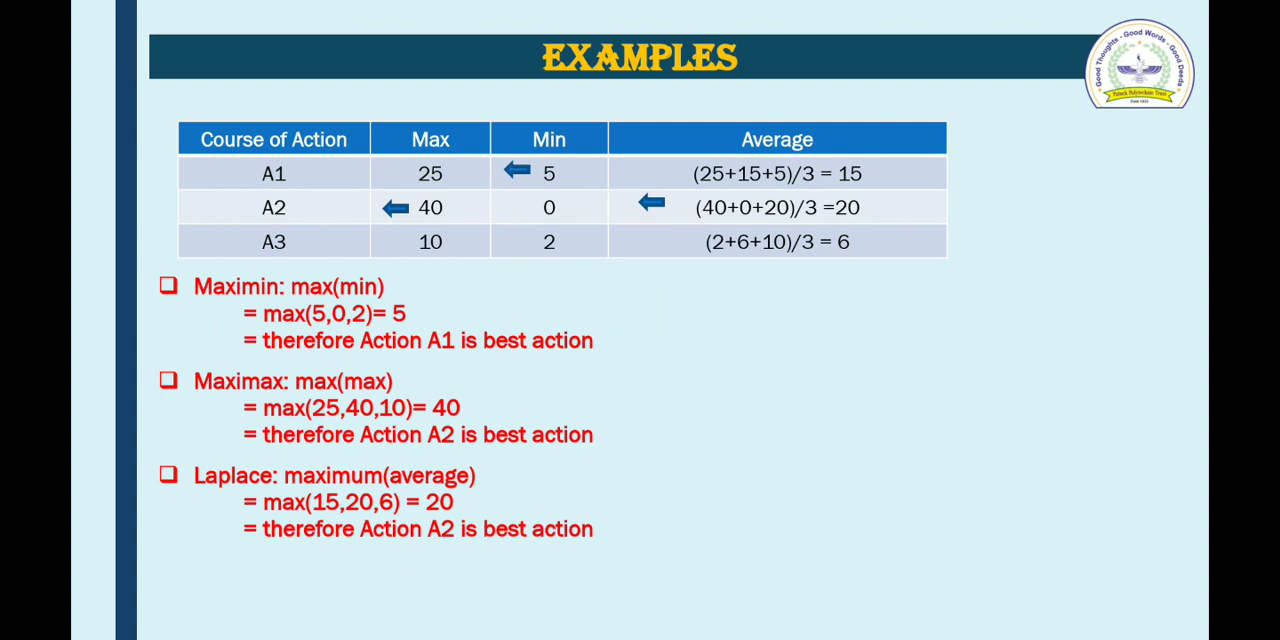 EXAMPLES
Good Thoughts - Good Words - Good Deeds
Course of Action Max Min Average
A1 25 5 (25+15+5)/3 = 15
A2 40 0 (40+0+20)/3 =20
A3 10 2 (2+6+10)/3 = 6
Maximin: max(min)
= max(5,0,2)= 5
= therefore Action A1 is best action
Maximax: max(max)
= max(25,40,10)= 40
= therefore Action A2 is best action
Laplace: maximum(average)
= max(15,20,6) = 20
= therefore Action A2 is best action